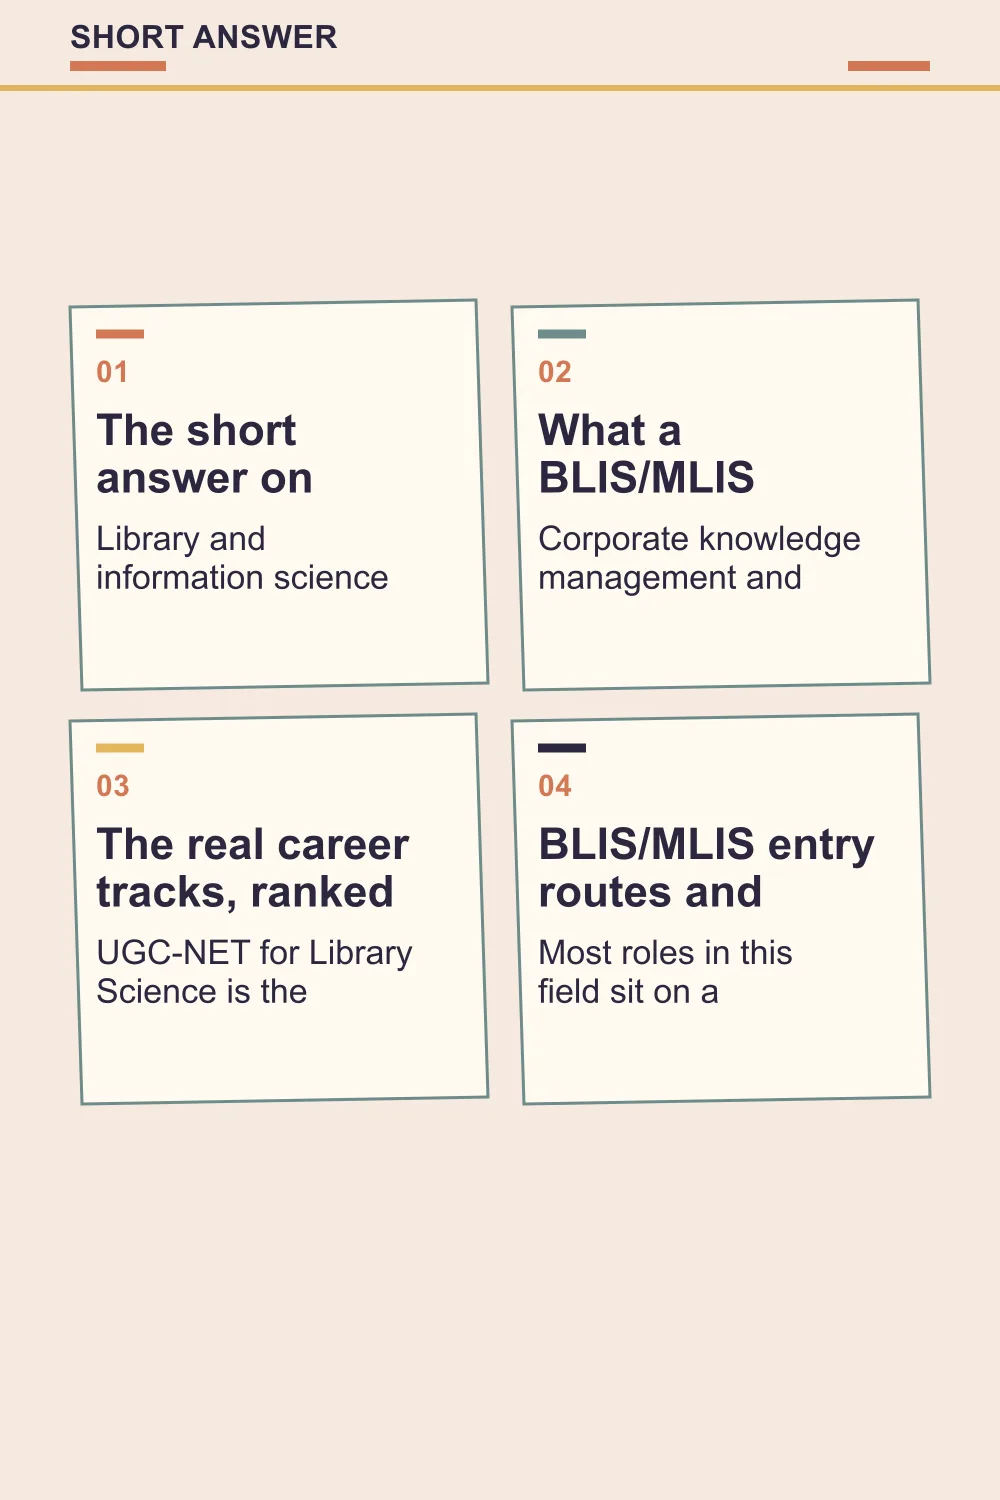 SHORT ANSWER
01
The short
answer on
Library and
information science
02
What a
BLIS/MLIS
Corporate knowledge
management and
03
The real career
tracks, ranked
UGC-NET for Library
Science is the
04
BLIS/MLIS entry
routes and
Most roles in this
field sit on a